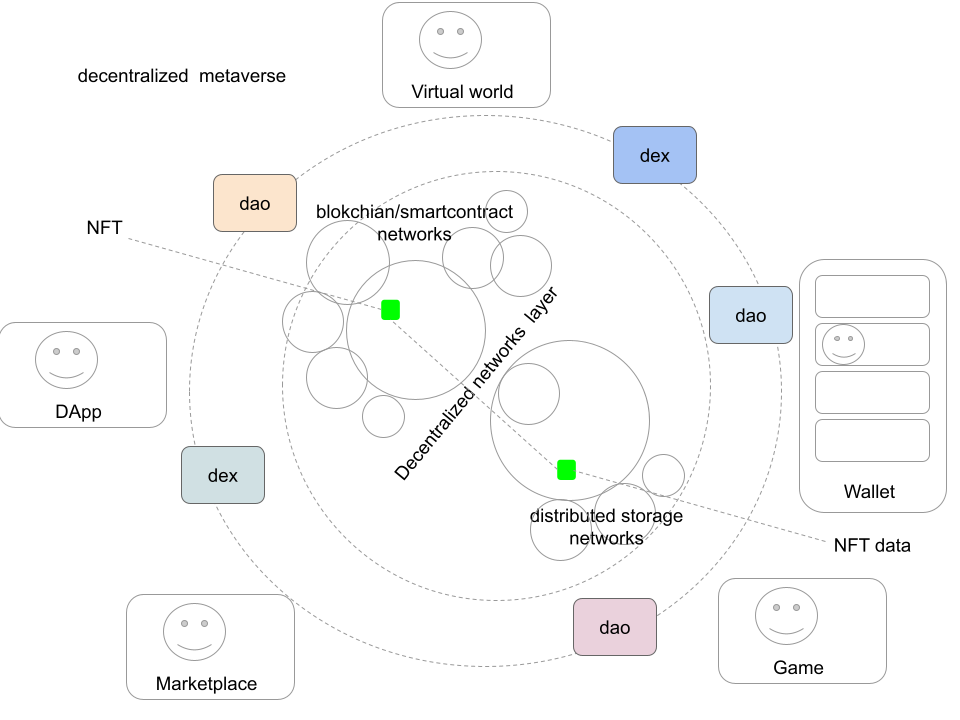 Virtual world
decentralized metaverse
dex
dao
blokchian/smartcontract
networks
NFT
Decentralized networks layer
dao
DApp
dex
Wallet
distributed storage
networks
NFT data
dao
Game
Marketplace